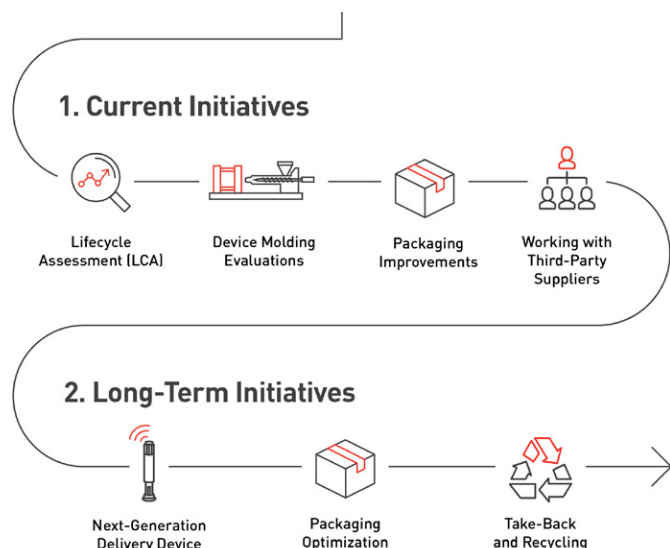 1. Current Initiatives
Lifecycle
Assessment (LCA)
Device Molding
Evaluations
Packaging
Improvements
Working with
Third-Party
Suppliers
2. Long-Term Initiatives
Next-Generation
Delivery Device
Packaging
Optimization
Take-Back
and Recycling